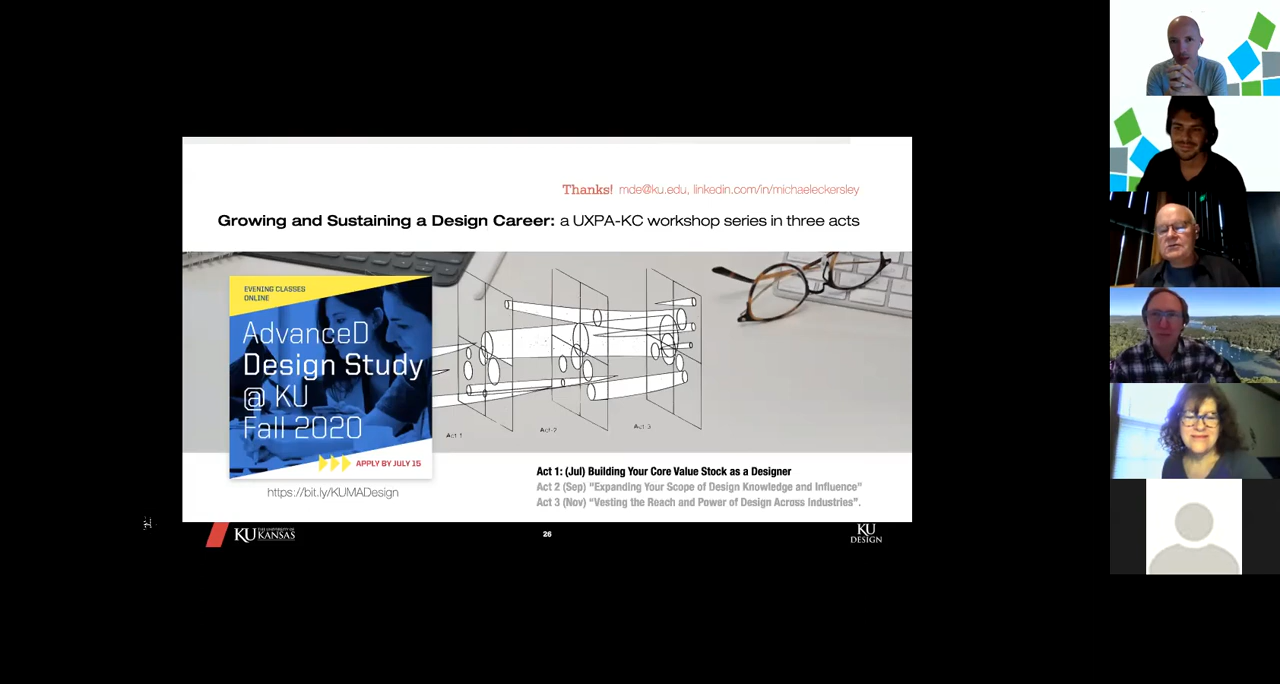 Thanks! mde@ku.edu, linkedin.com/in/michaeleckersley
Growing and Sustaining a Design Career: a UXPA-KC workshop series in three acts
EVENING CLASSES
ONLINE
AdvanceD
Design Study
@ KU
Fall 2020
APPLY BY JULY 15
https://bit.ly/KUMADesign
Act 1
Act 2
Act 3
Act 1: (Jul) Building Your Core Value Stock as a Designer
Act 2 (Sep) "Expanding Your Scope of Design Knowledge and Influence"
Act 3 (Nov) "Vesting the Reach and Power of Design Across Industries".
KU THE UNIVERSITY OF
KANSAS
26
KU
DESIGN